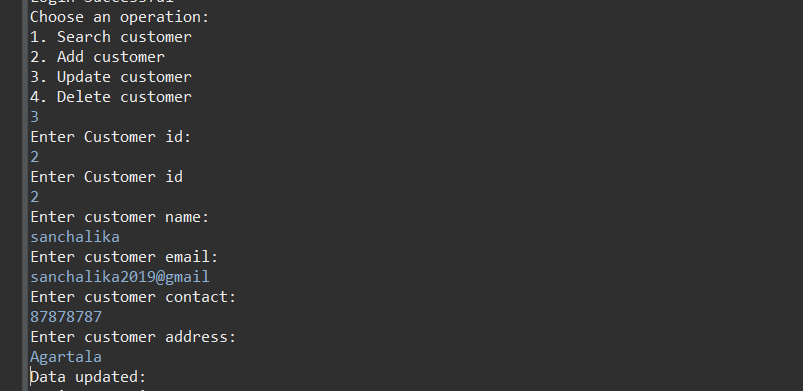 Login Successful
Choose an operation:
1. Search customer
2. Add customer
3. Update customer
4. Delete customer
3
Enter Customer id:
2
Enter Customer id
2
Enter customer name:
sanchalika
Enter customer email:
sanchalika2019@gmail
Enter customer contact:
87878787
Enter customer address:
Agartala
Data updated: